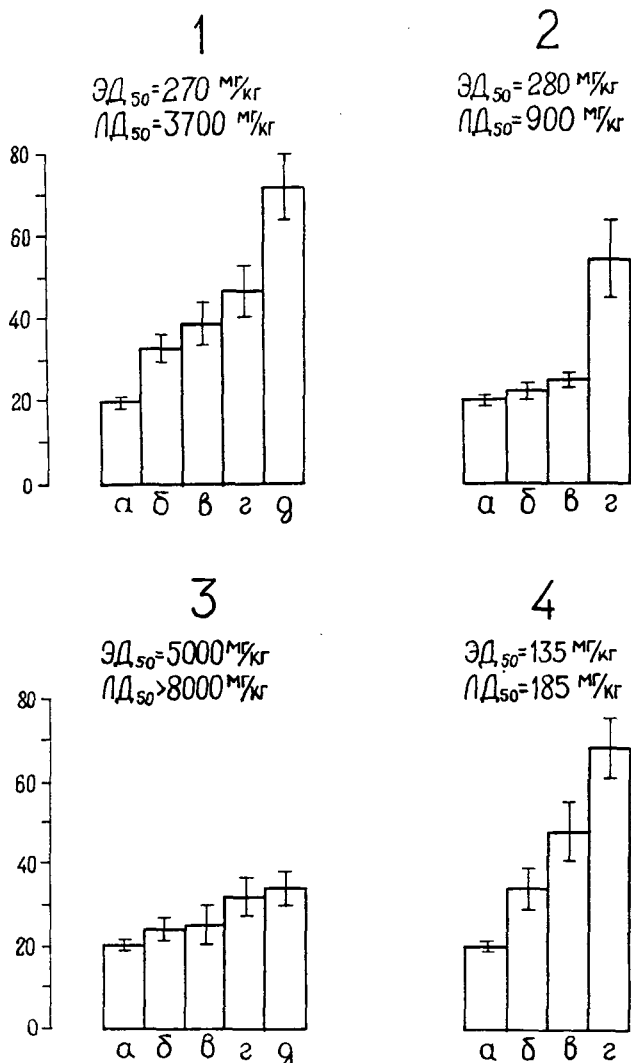 1
ЭД₅₀=270 мг/кг
ЛД₅₀=3700 мг/кг
80
60
40
20
0
а б в г д
2
ЭД₅₀=280 мг/кг
ЛД₅₀=900 мг/кг
а б в г
3
ЭД₅₀=5000 мг/кг
ЛД₅₀>8000 мг/кг
80
60
40
20
0
а б в г д
4
ЭД₅₀=135 мг/кг
ЛД₅₀=185 мг/кг
а б в г